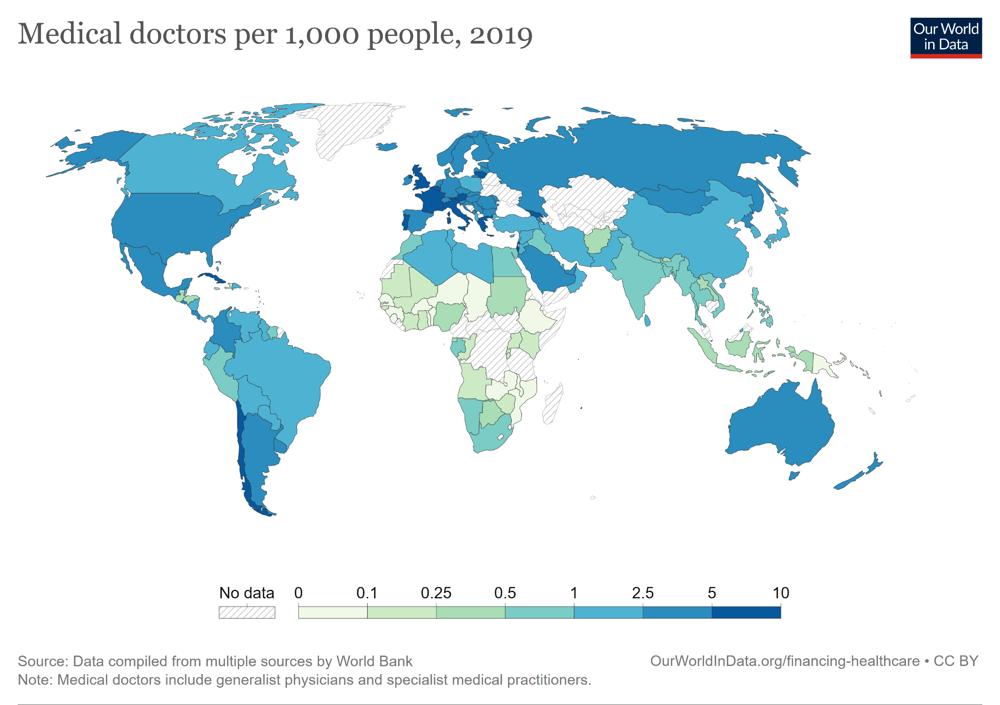 Medical doctors per 1,000 people, 2019
Our World
in Data
No data
0
0.1
0.25
0.5
1
2.5
5
10
Source: Data compiled from multiple sources by World Bank
OurWorldInData.org/financing-healthcare • CC BY
Note: Medical doctors include generalist physicians and specialist medical practitioners.